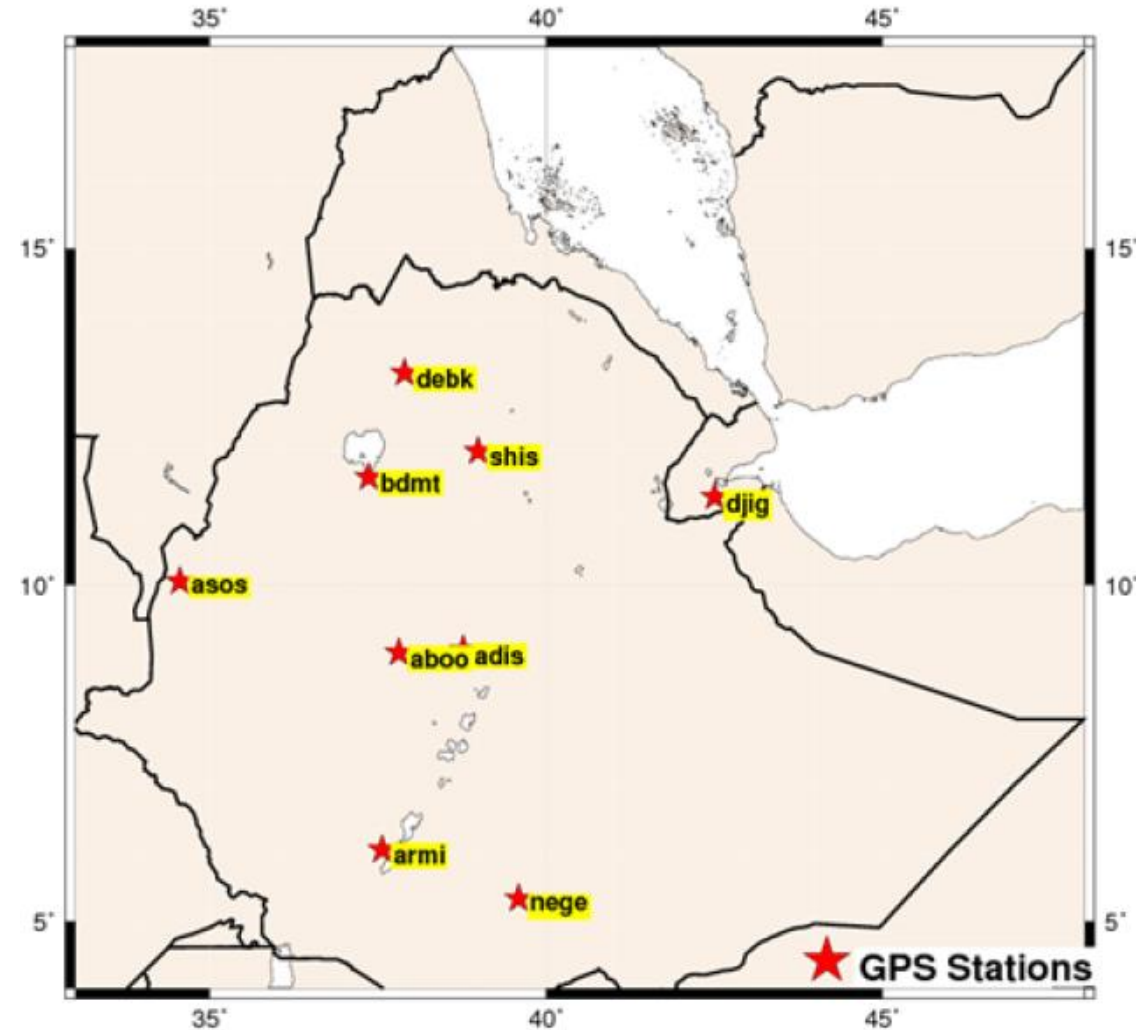 35° 40° 45°
15° 15°
debk
shis
bdmt
djig
asos
10° 10°
aboo adis
armi
nege
5° 5°
GPS Stations
35° 40° 45°